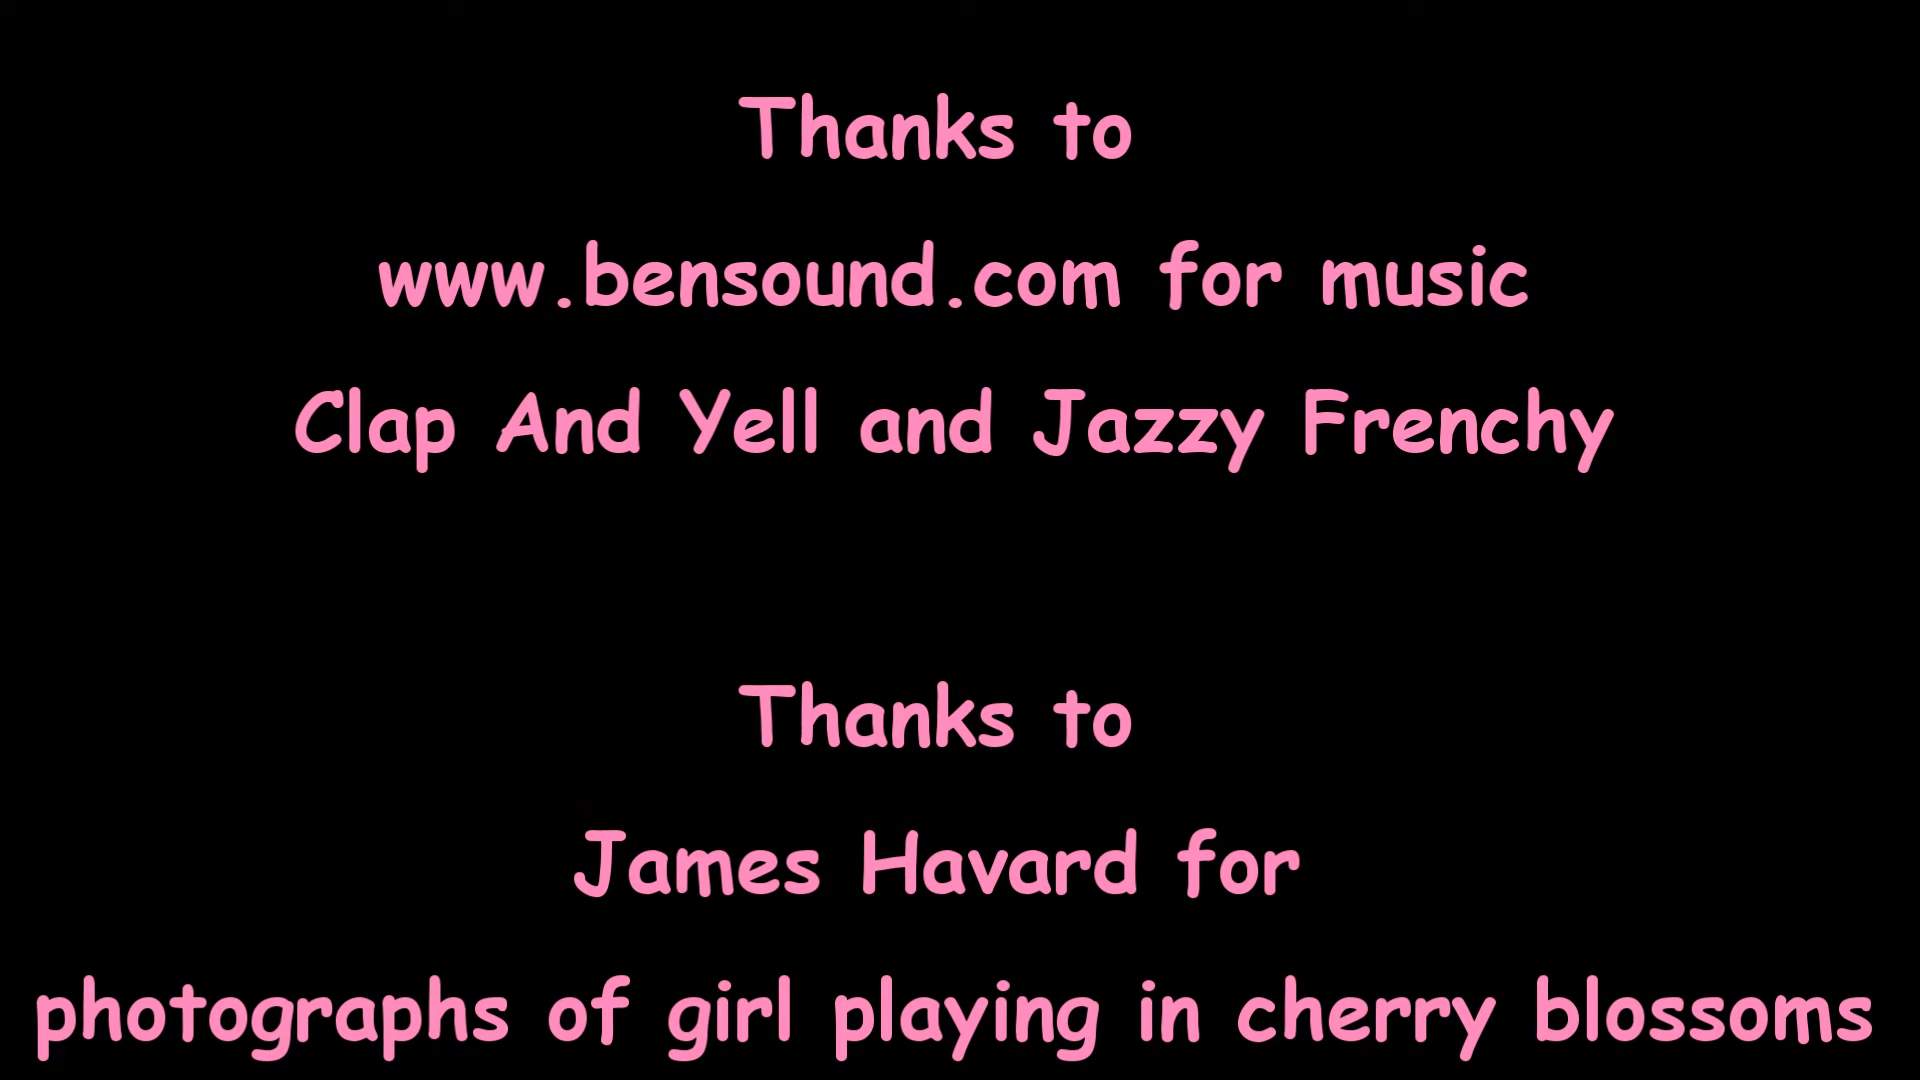 Thanks to
www.bensound.com for music
Clap And Yell and Jazzy Frenchy
Thanks to
James Havard for
photographs of girl playing in cherry blossoms